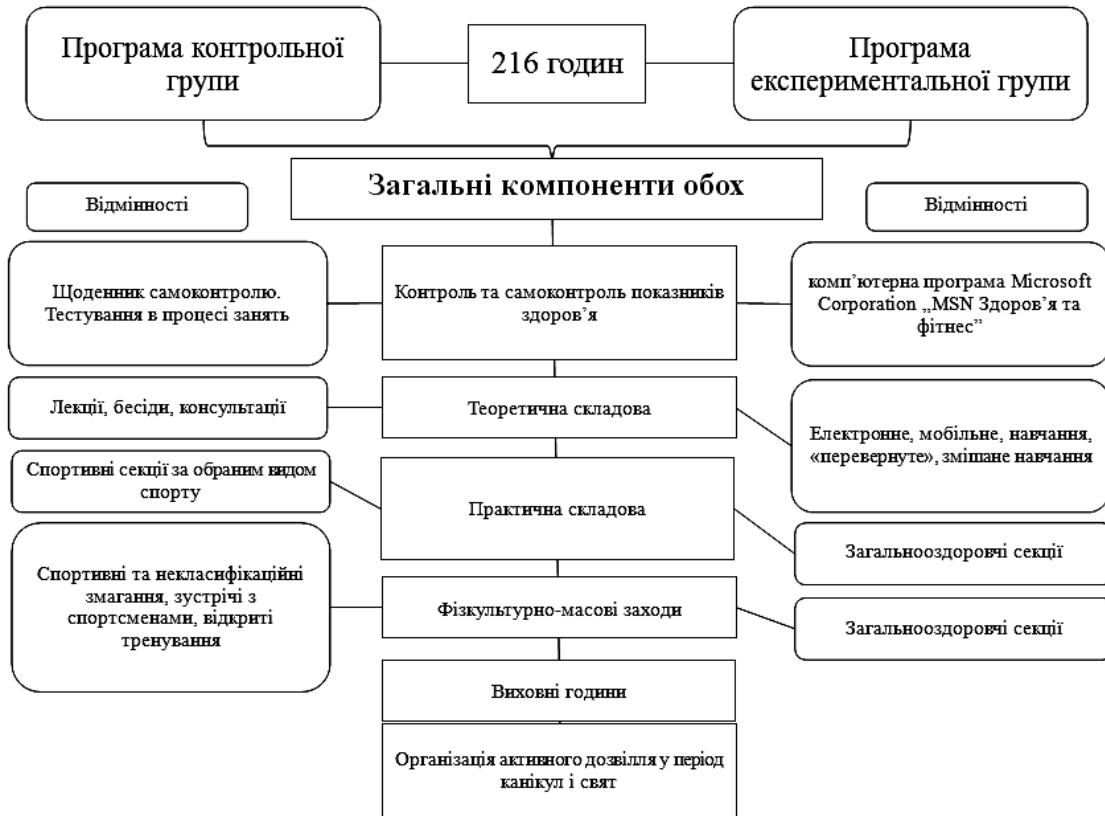 Програма контрольної
групи
216 годин
Програма
експериментальної групи
Загальні компоненти обох
Відмінності
Відмінності
Щоденник самоконтролю.
Тестування в процесі занять
Контроль та самоконтроль показників
здоров’я
комп’ютерна програма Microsoft
Corporation „MSN Здоров’я та
фітнес”
Лекції, бесіди, консультації
Теоретична складова
Електронне, мобільне, навчання,
«перевернуте», змішане навчання
Спортивні секції за обраним видом
спорту
Практична складова
Загальнооздоровчі секції
Спортивні та некласифікаційні
змагання, зустрічі з
спортсменами, відкриті
тренування
Фізкультурно-масові заходи
Загальнооздоровчі секції
Виховні години
Організація активного дозвілля у період
канікул і свят